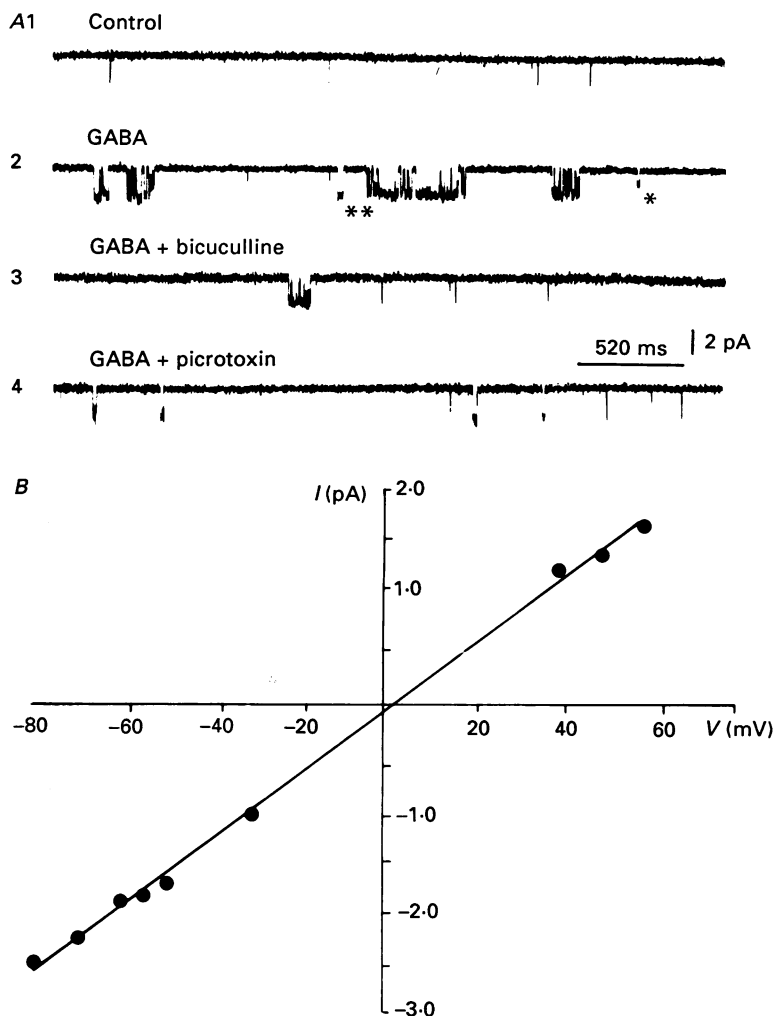 A1 Control
GABA
2
**
*
GABA + bicuculline
3
520 ms
2 pA
GABA + picrotoxin
4
B
I (pA)
2·0
1·0
-80
-60
-40
-20
20
40
60
V (mV)
-1·0
-2·0
-3·0